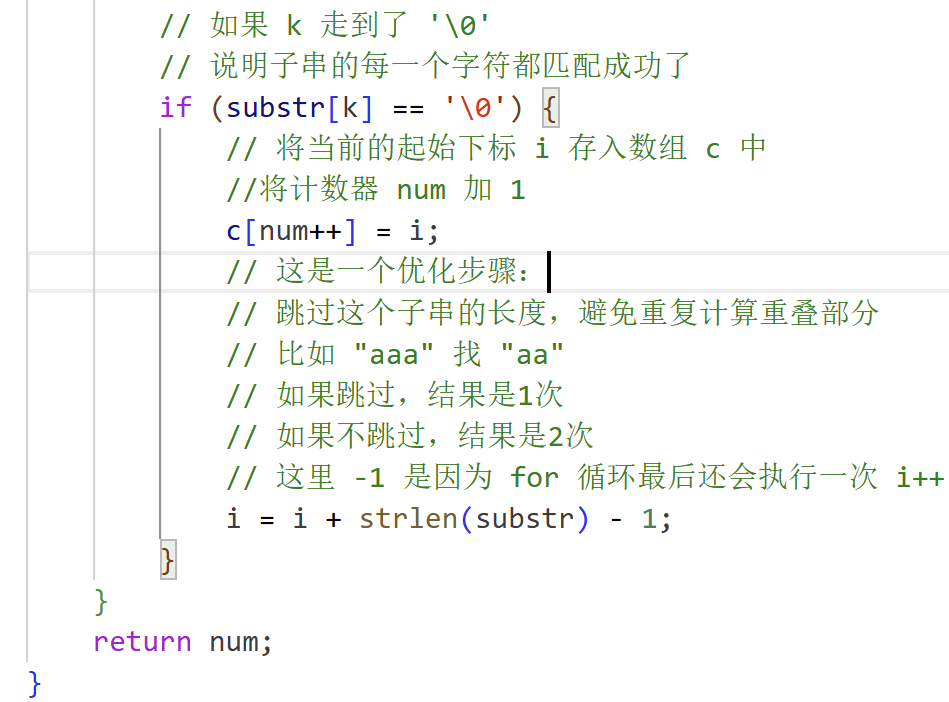 // 如果 k 走到了 '\0'
// 说明子串的每一个字符都匹配成功了
if (substr[k] == '\0') {
// 将当前的起始下标 i 存入数组 c 中
//将计数器 num 加 1
c[num++] = i;
// 这是一个优化步骤：
// 跳过这个子串的长度，避免重复计算重叠部分
// 比如 "aaa" 找 "aa"
// 如果跳过，结果是1次
// 如果不跳过，结果是2次
// 这里 -1 是因为 for 循环最后还会执行一次 i++
i = i + strlen(substr) - 1;
}
}
return num;
}